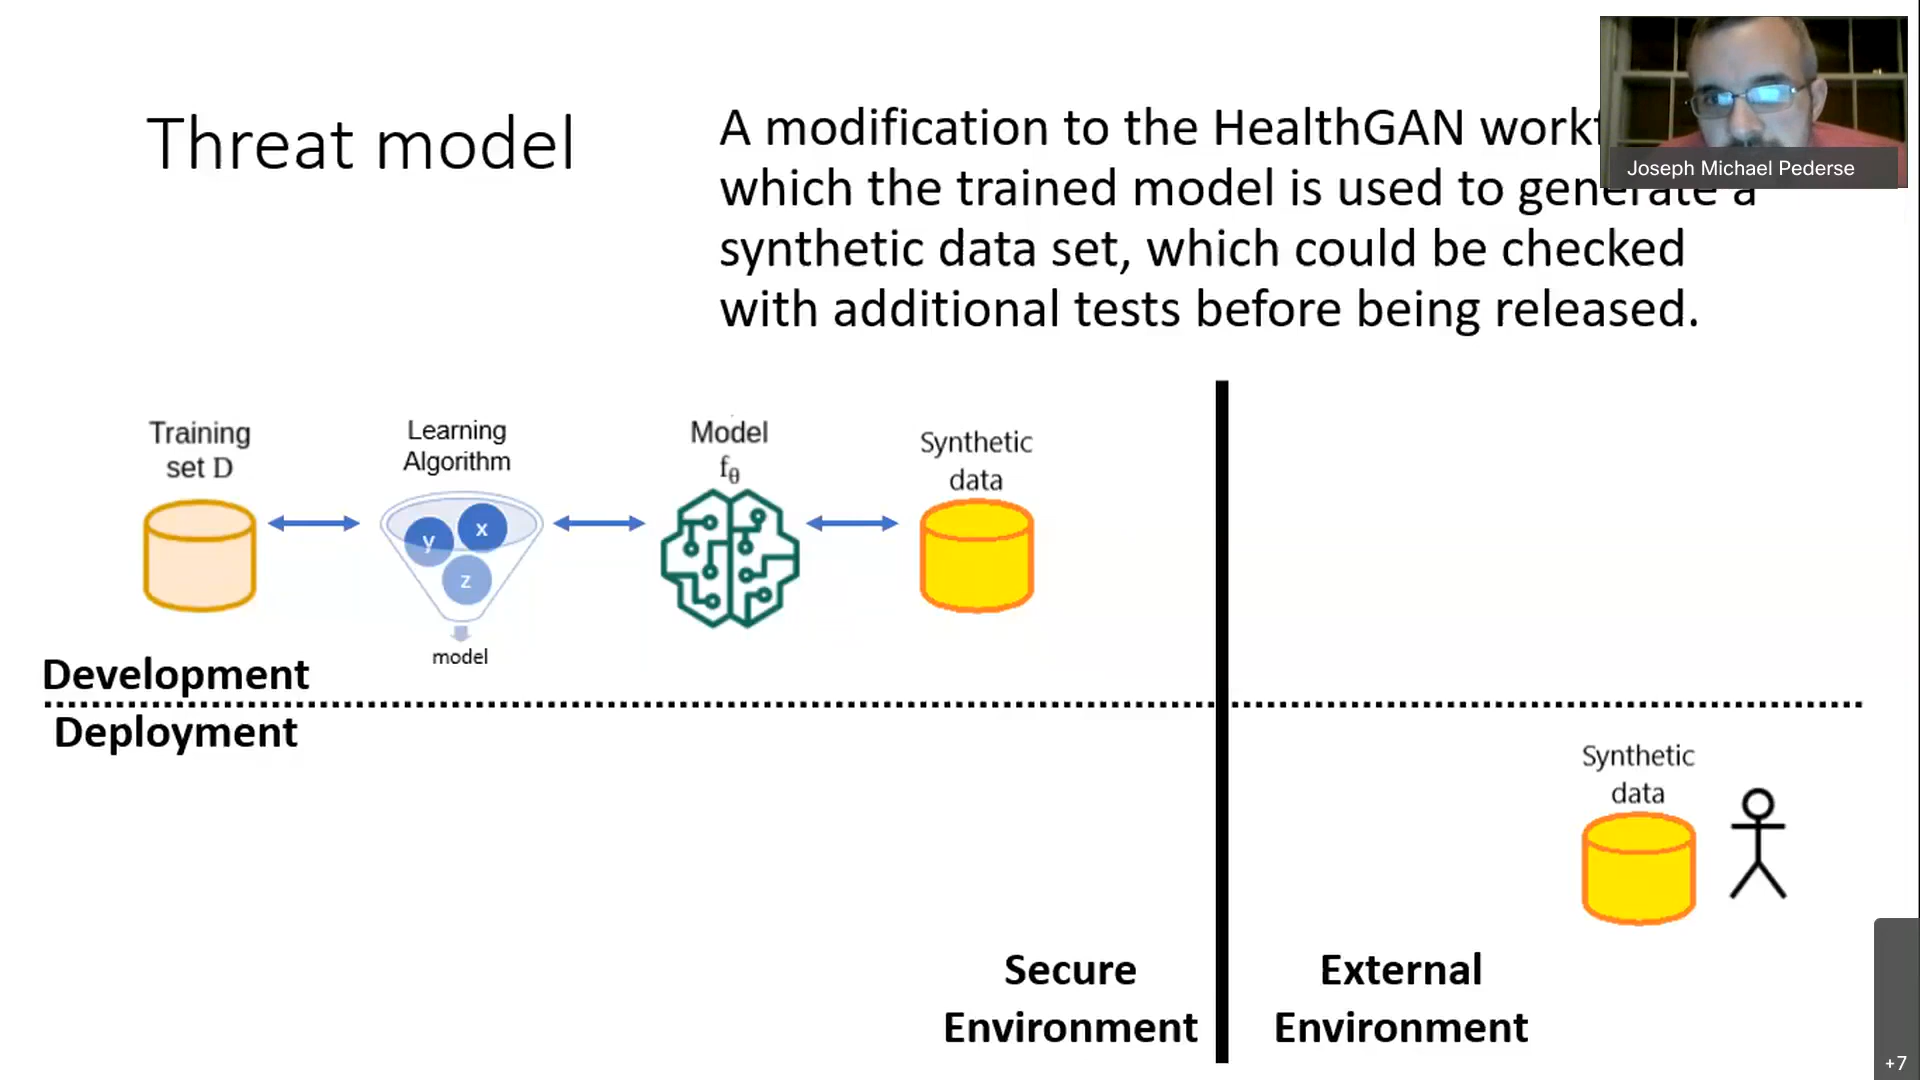 Threat model
A modification to the HealthGAN
which the trained model is used to generate a
synthetic data set, which could be checked
with additional tests before being released.
Joseph Michael Pederse
Training
set D
Learning
Algorithm
Model
fθ
Synthetic
data
y
x
z
model
Development
Deployment
Synthetic
data
Secure
Environment
External
Environment
+7